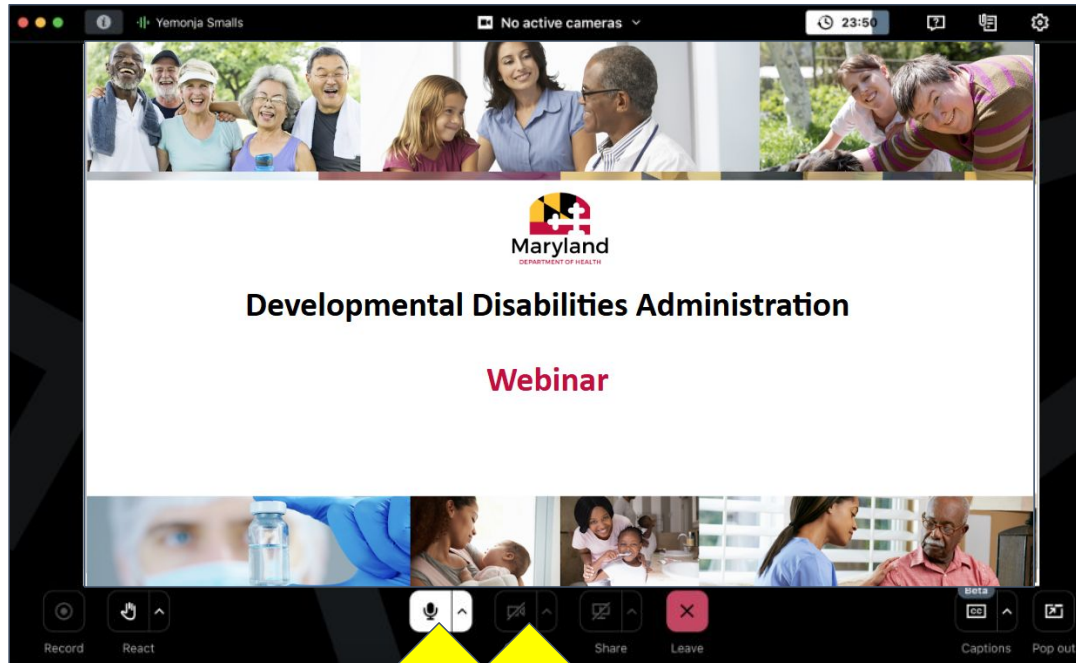 Yemonja Smalls
No active cameras
23:50
Maryland
DEPARTMENT OF HEALTH
Developmental Disabilities Administration
Webinar
Beta
CC
Record
React
Share
Leave
Captions
Pop out